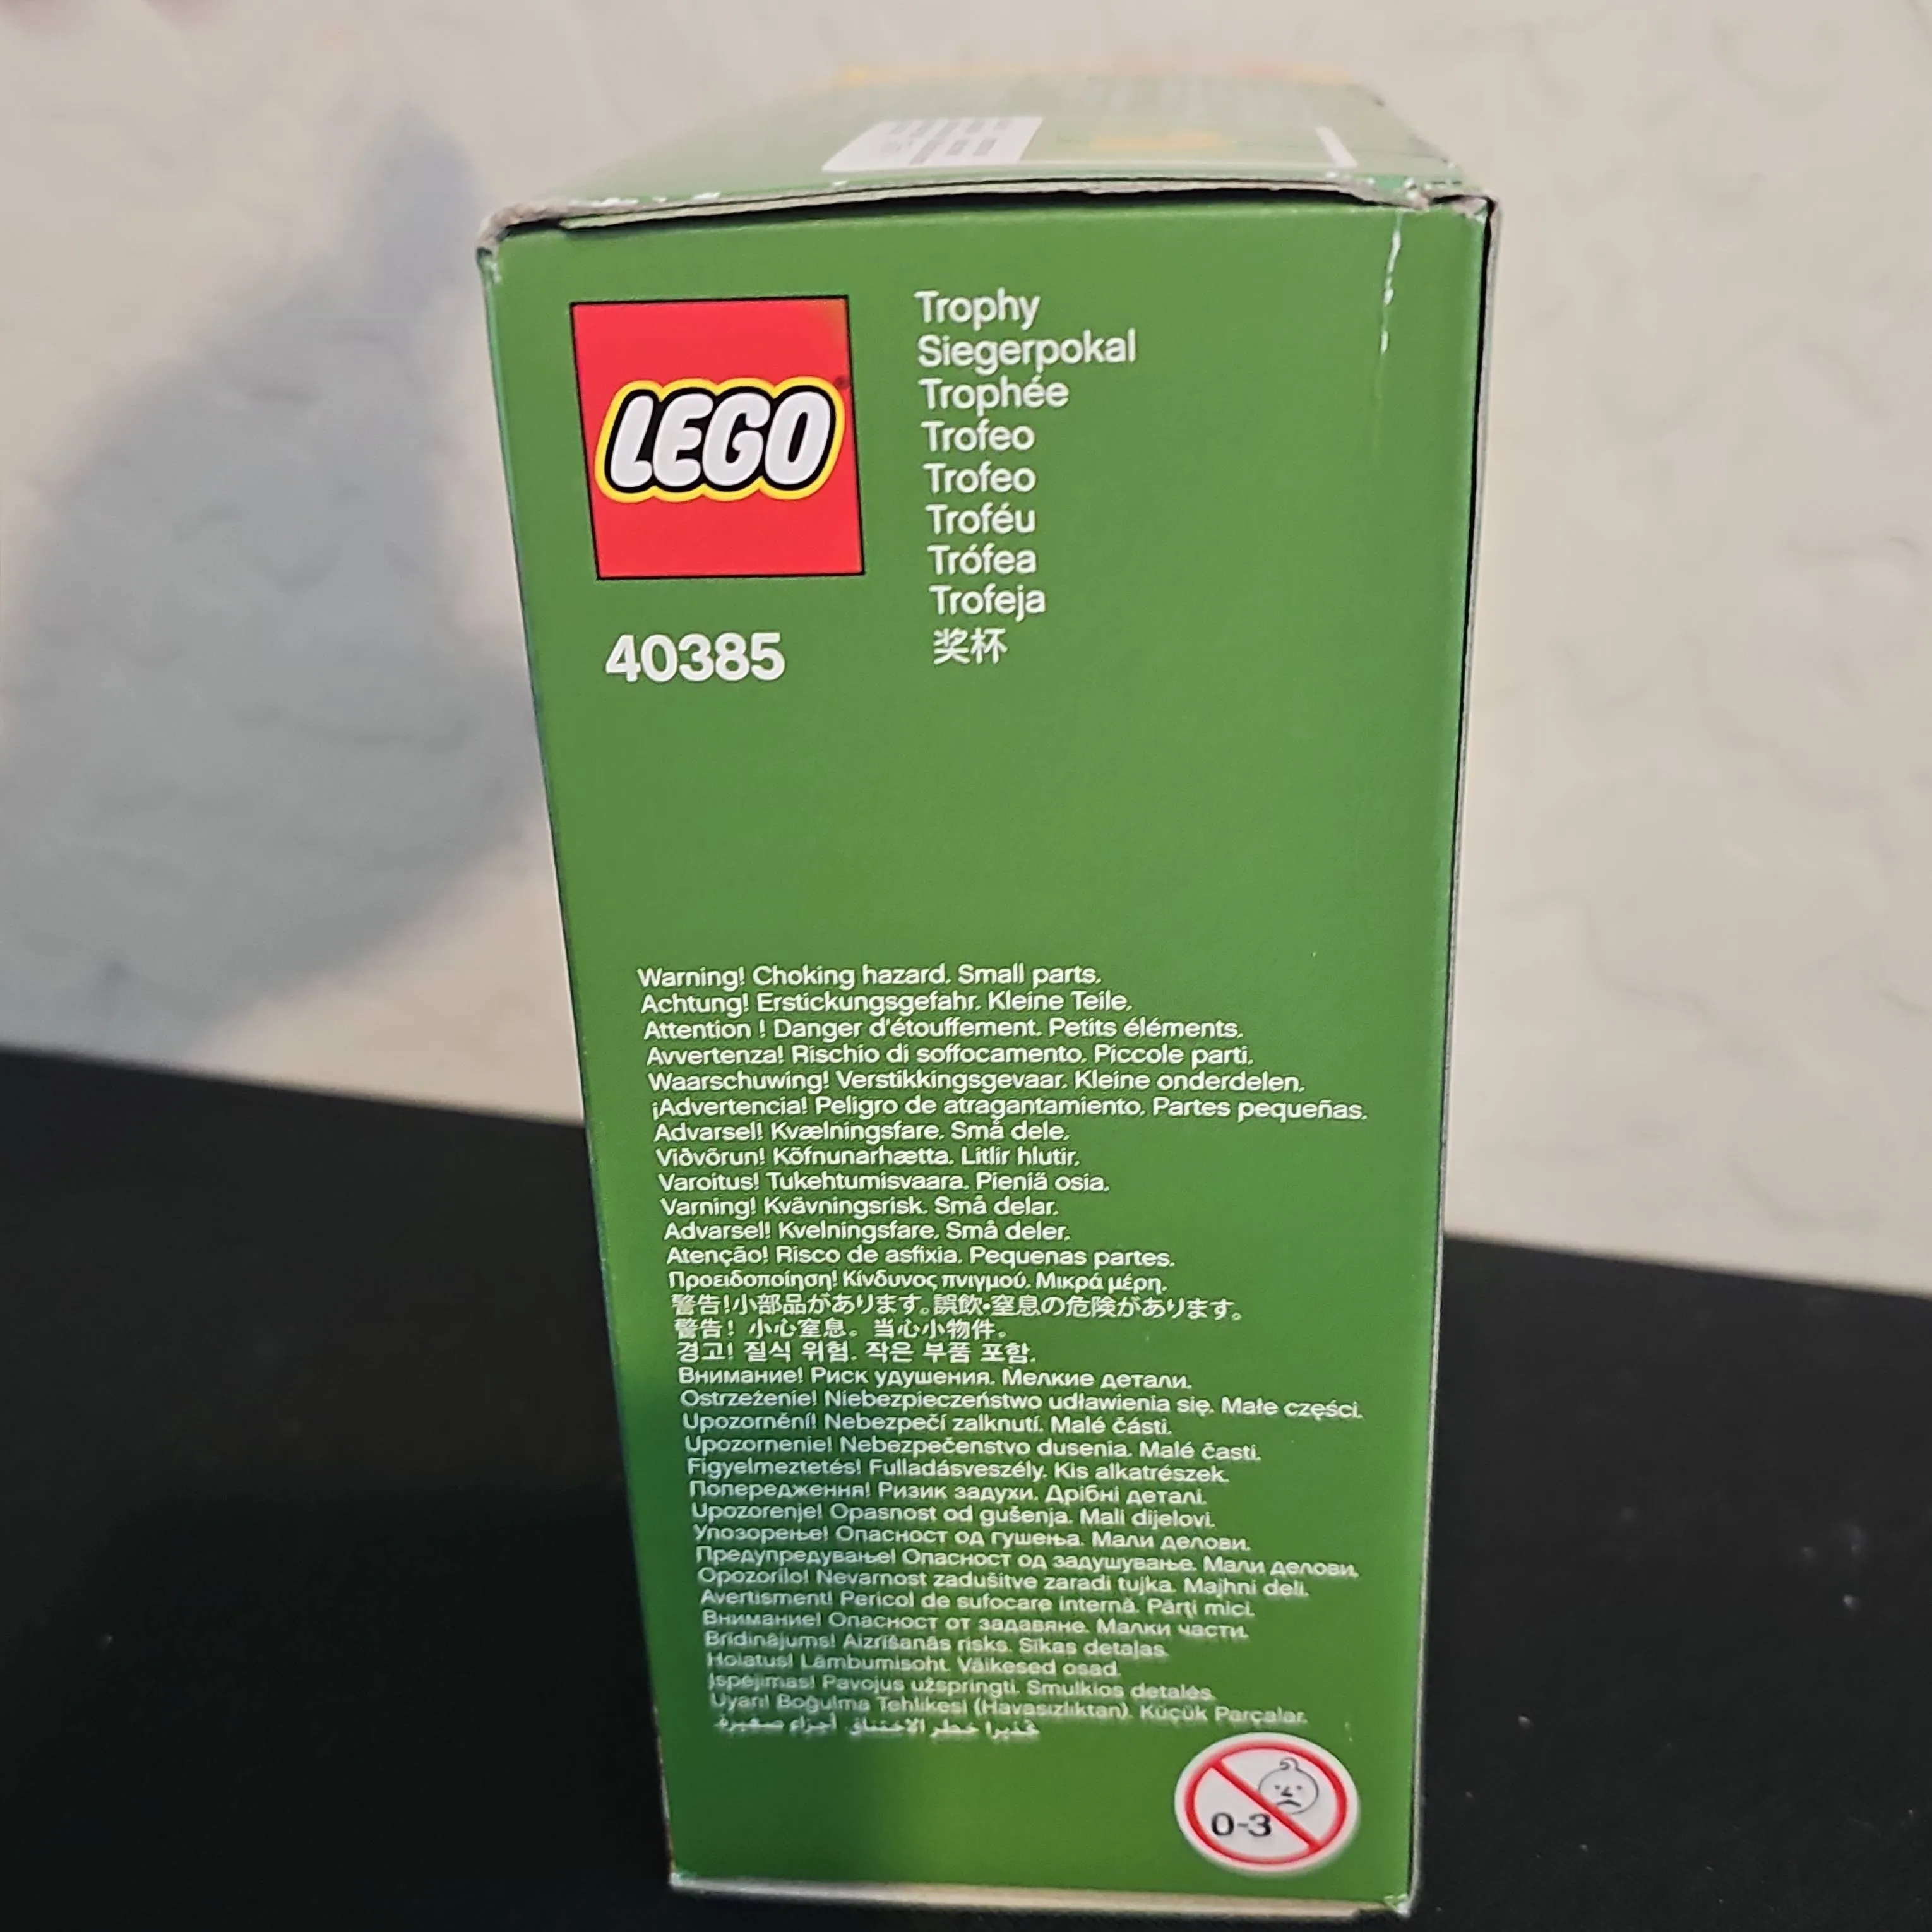 LEGO
40385
Trophy
Siegerpokal
Trophée
Trofeo
Trofeo
Troféu
Trófea
Trofeja
奖杯
Warning! Choking hazard. Small parts.
Achtung! Erstickungsgefahr. Kleine Teile.
Attention ! Danger d'étouffement. Petits éléments.
Avvertenza! Rischio di soffocamento. Piccole parti.
Waarschuwing! Verstikkingsgevaar. Kleine onderdelen.
¡Advertencia! Peligro de atragantamiento. Partes pequeñas.
Advarsel! Kvælningsfare. Små dele.
Viðvörun! Köfnunarhætta. Litlir hlutir.
Varoitus! Tukehtumisvaara. Pieniä osia.
Varning! Kvävningsrisk. Små delar.
Advarsel! Kvelningsfare. Små deler.
Atenção! Risco de asfixia. Pequenas partes.
Προειδοποίηση! Κίνδυνος πνιγμού. Μικρά μέρη.
警告!小部品があります。誤飲・窒息の危険があります。
警告! 小心窒息。当心小物件。
경고! 질식 위험. 작은 부품 포함.
Внимание! Риск удушения. Мелкие детали.
Ostrzeżenie! Niebezpieczeństwo udławienia się. Małe części.
Upozornění! Nebezpečí zalknutí. Malé části.
Upozornenie! Nebezpečenstvo dusenia. Malé časti.
Figyelmeztetés! Fulladásveszély. Kis alkatrészek.
Попередження! Ризик задухи. Дрібні деталі.
Upozorenje! Opasnost od gušenja. Mali dijelovi.
Упозорење! Опасност од гушења. Мали делови.
Предупредување! Опасност од задушување. Мали делови.
Opozorilo! Nevarnost zadušitve zaradi tujka. Majhni deli.
Avertisment! Pericol de sufocare internă. Părţi mici.
Внимание! Опасност от задавяне. Малки части.
Brīdinājums! Aizrīšanās risks. Sīkas detaļas.
Hoiatus! Lämbumisoht. Väikesed osad.
Įspėjimas! Pavojus užspringti. Smulkios detalės.
Uyarı! Boğulma Tehlikesi (Havasızlıktan). Küçük Parçalar.
تحذير! خطر الاختناق. أجزاء صغيرة.
0-3